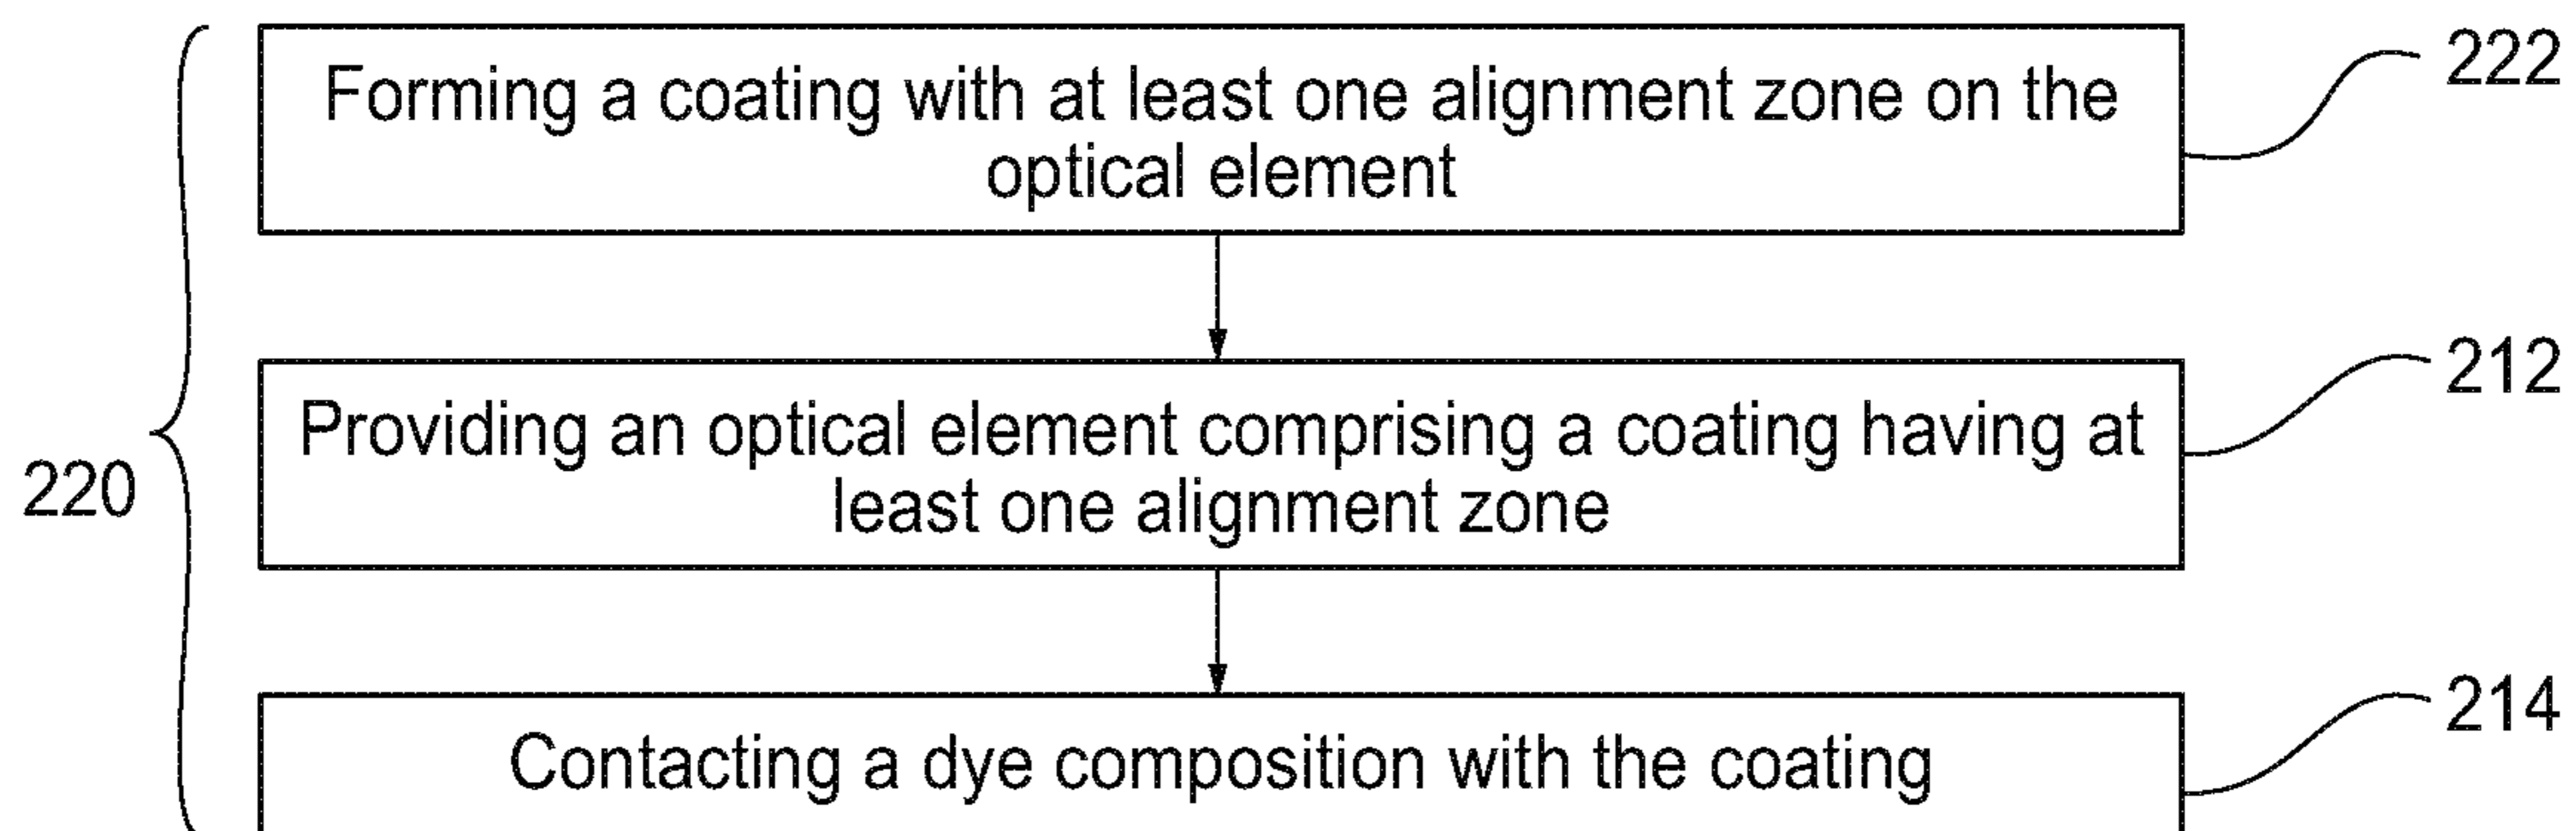 Forming a coating with at least one alignment zone on the
optical element
222
Providing an optical element comprising a coating having at
least one alignment zone
212
220
Contacting a dye composition with the coating
214